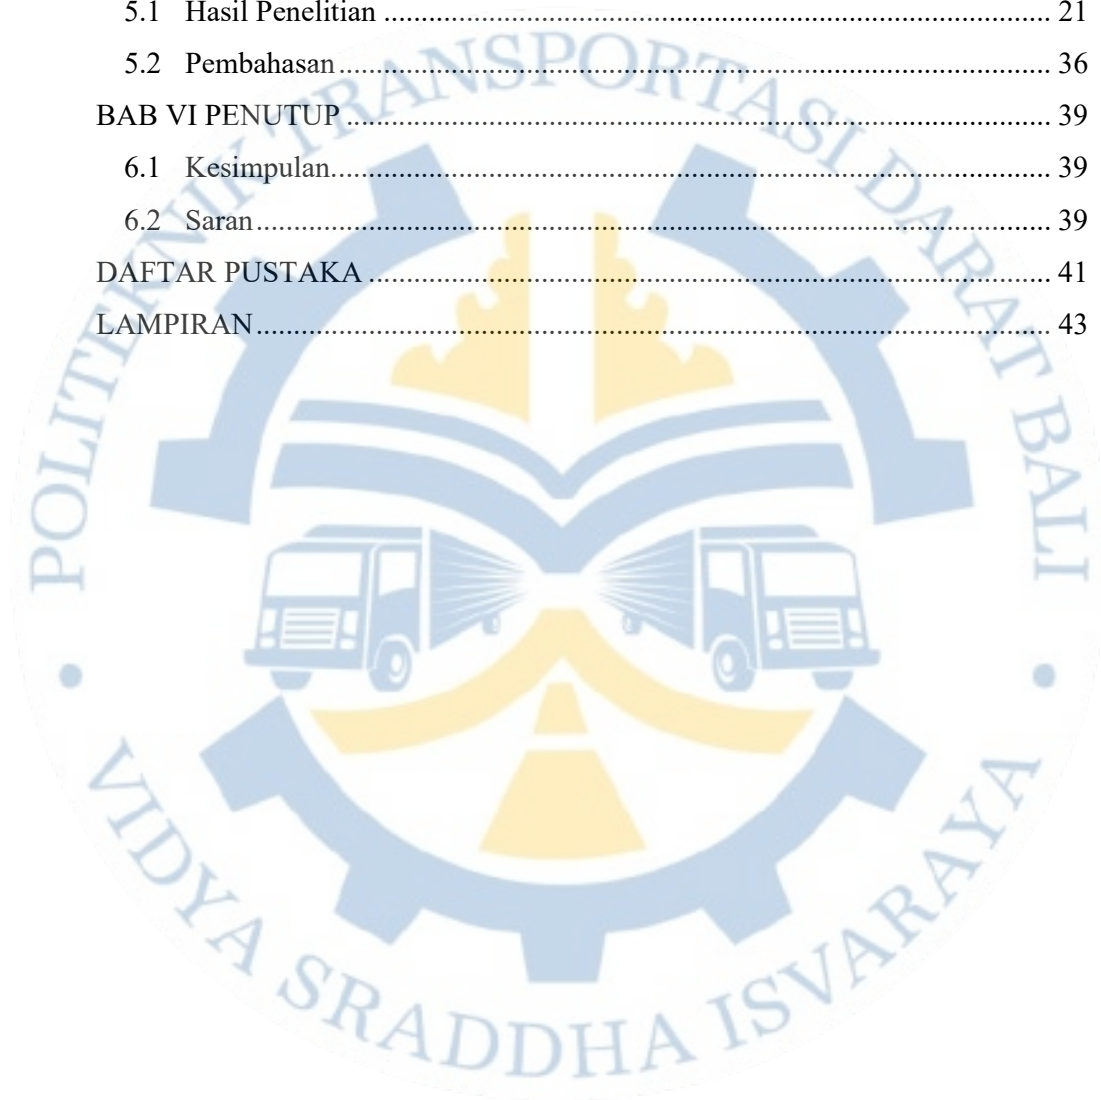 5.1 Hasil Penelitian ........................................................................................... 21
5.2 Pembahasan ................................................................................................. 36
BAB VI PENUTUP ................................................................................................ 39
6.1 Kesimpulan.................................................................................................. 39
6.2 Saran ............................................................................................................ 39
DAFTAR PUSTAKA ............................................................................................. 41
LAMPIRAN ............................................................................................................ 43
POLITEKNIK TRANSPORTASI DARAT BALI
• VIDYA SRADDHA ISVARAYA •